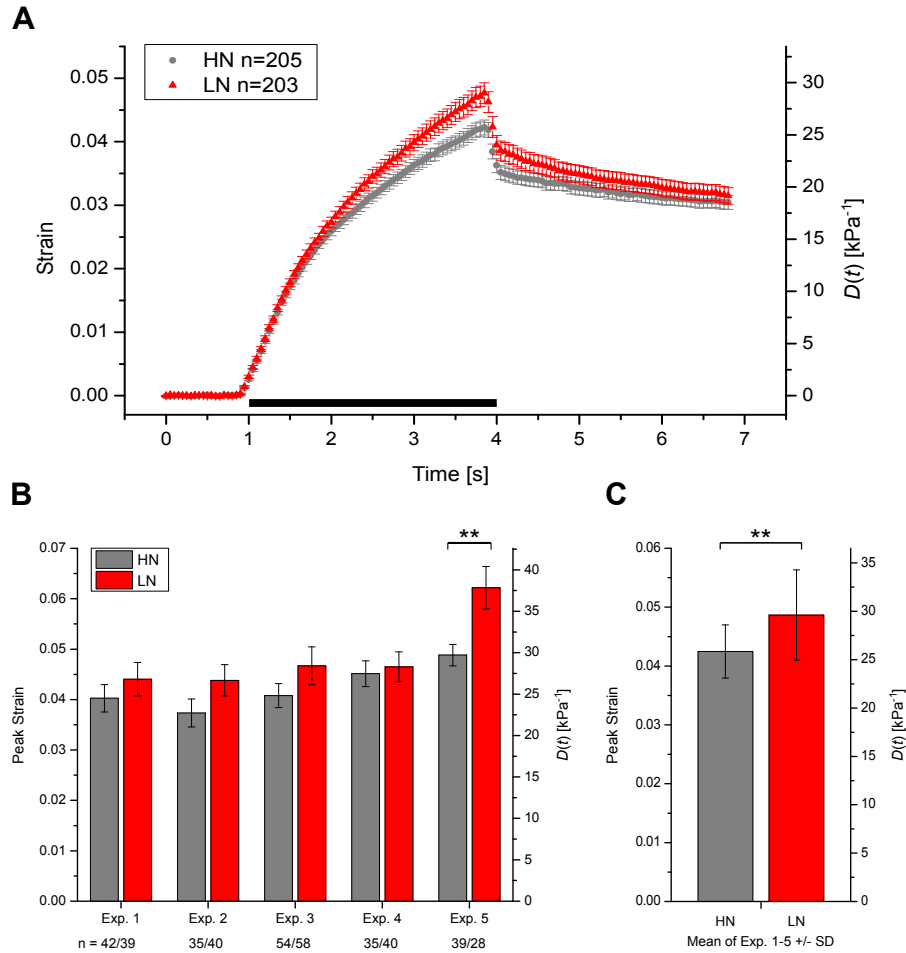 A
HN n=205
LN n=203
0.05
0.04
0.03
0.02
0.01
0.00
Strain
30
25
20
15
10
5
0
D(t) [kPa⁻¹]
0 1 2 3 4 5 6 7
Time [s]
B
HN
LN
**
0.07
0.06
0.05
0.04
0.03
0.02
0.01
0.00
Peak Strain
40
35
30
25
20
15
10
5
0
D(t) [kPa⁻¹]
Exp. 1 Exp. 2 Exp. 3 Exp. 4 Exp. 5
n = 42/39 35/40 54/58 35/40 39/28
C
**
0.06
0.05
0.04
0.03
0.02
0.01
0.00
Peak Strain
35
30
25
20
15
10
5
0
D(t) [kPa⁻¹]
HN LN
Mean of Exp. 1-5 +/- SD